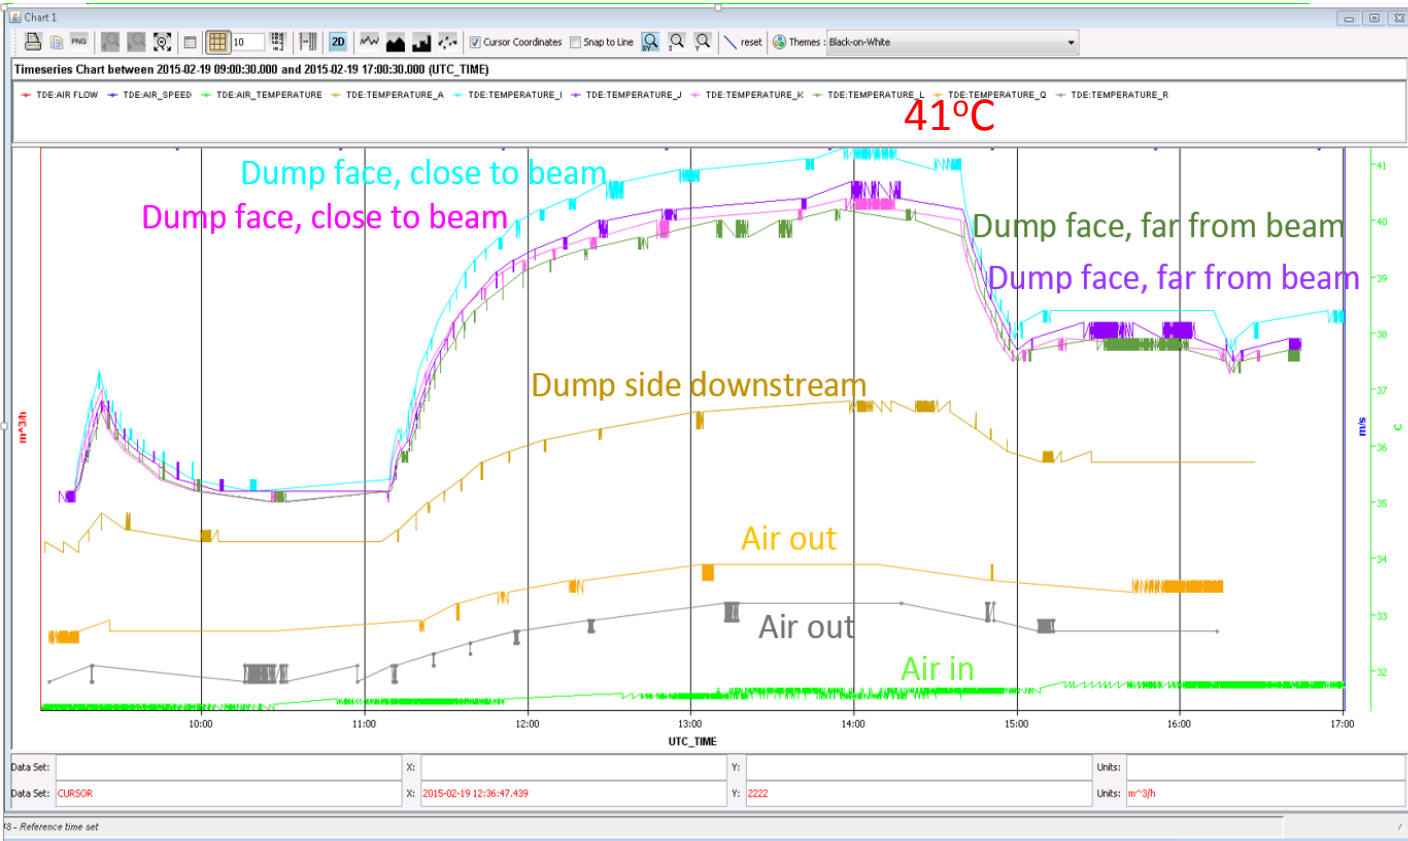 Chart 1
PNG 10 2D Cursor Coordinates Snap to Line XY X Y reset Themes : Black-on-White
Timeseries Chart between 2015-02-19 09:00:30.000 and 2015-02-19 17:00:30.000 (UTC_TIME)
TDE:AIR FLOW TDE:AIR_SPEED TDE:AIR_TEMPERATURE TDE:TEMPERATURE_A TDE:TEMPERATURE_I TDE:TEMPERATURE_J TDE:TEMPERATURE_K TDE:TEMPERATURE_L TDE:TEMPERATURE_Q TDE:TEMPERATURE_R
41°C
Dump face, close to beam
Dump face, close to beam
Dump face, far from beam
Dump face, far from beam
Dump side downstream
Air out
Air out
Air in
m^3/h
m/s
C
41
40
39
38
37
36
35
34
33
32
10:00 11:00 12:00 13:00 14:00 15:00 16:00 17:00
UTC_TIME
Data Set: X: Y: Units:
Data Set: CURSOR X: 2015-02-19 12:36:47.439 Y: 2222 Units: m^3/h
- Reference time set